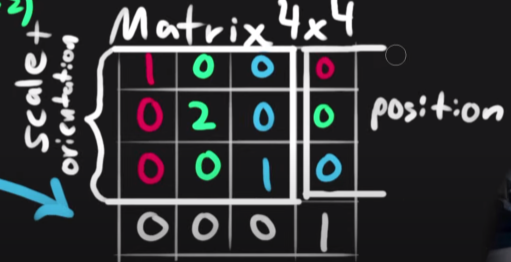 2)
Matrix 4x4
scale +
orientation
1 0 0 0
0 2 0 0
position
0 0 1 0
0 0 0 1